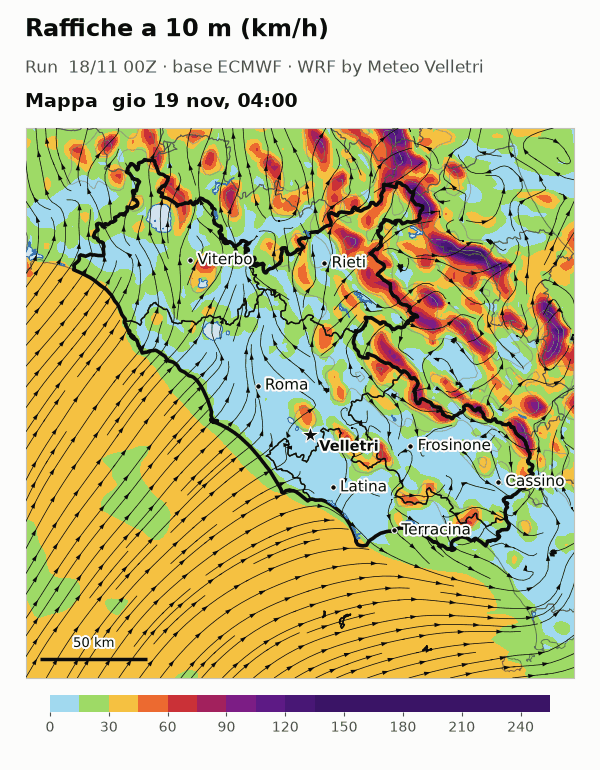 Raffiche a 10 m (km/h)
Run 18/11 00Z · base ECMWF · WRF by Meteo Velletri
Mappa gio 19 nov, 04:00
Viterbo
Rieti
Roma
Velletri
Frosinone
Latina
Cassino
Terracina
50 km
0 30 60 90 120 150 180 210 240